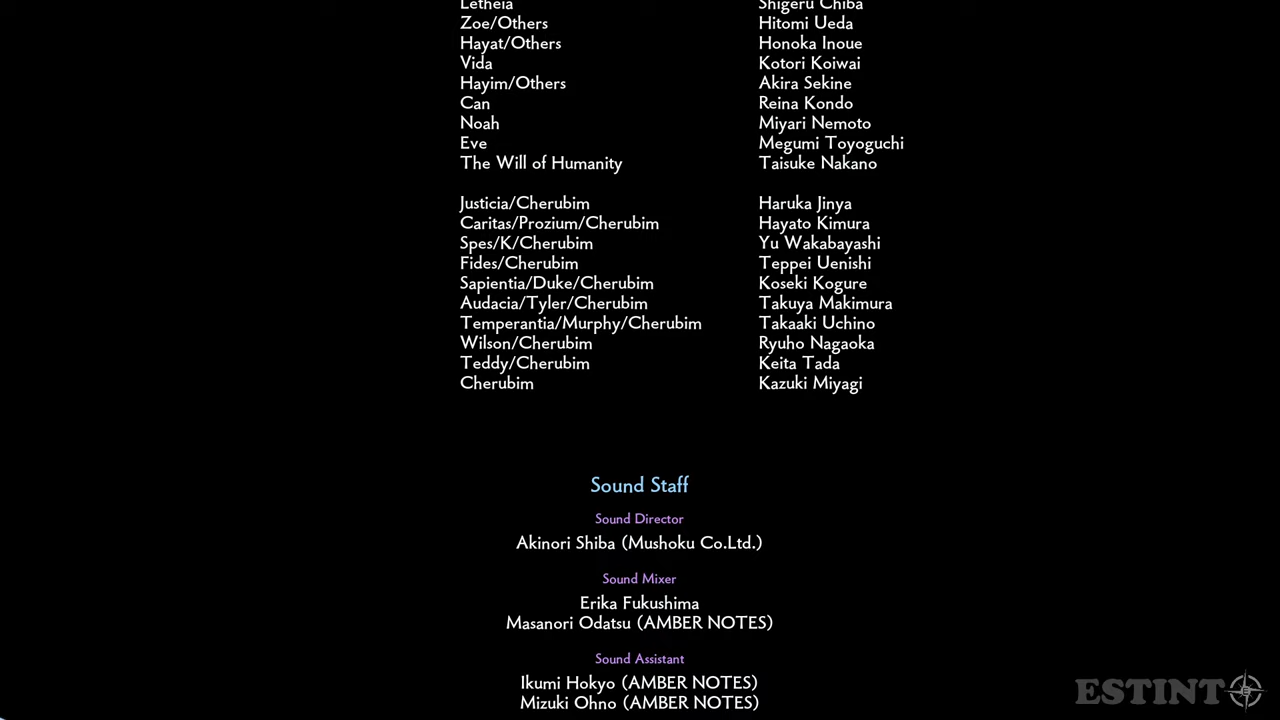 Letheia Shigeru Chiba
Zoe/Others Hitomi Ueda
Hayat/Others Honoka Inoue
Vida Kotori Koiwai
Hayim/Others Akira Sekine
Can Reina Kondo
Noah Miyari Nemoto
Eve Megumi Toyoguchi
The Will of Humanity Taisuke Nakano
Justicia/Cherubim Haruka Jinya
Caritas/Prozium/Cherubim Hayato Kimura
Spes/K/Cherubim Yu Wakabayashi
Fides/Cherubim Teppei Uenishi
Sapientia/Duke/Cherubim Koseki Kogure
Audacia/Tyler/Cherubim Takuya Makimura
Temperantia/Murphy/Cherubim Takaaki Uchino
Wilson/Cherubim Ryuho Nagaoka
Teddy/Cherubim Keita Tada
Cherubim Kazuki Miyagi
Sound Staff
Sound Director
Akinori Shiba (Mushoku Co.Ltd.)
Sound Mixer
Erika Fukushima
Masanori Odatsu (AMBER NOTES)
Sound Assistant
Ikumi Hokyo (AMBER NOTES)
Mizuki Ohno (AMBER NOTES)
ESTINTO